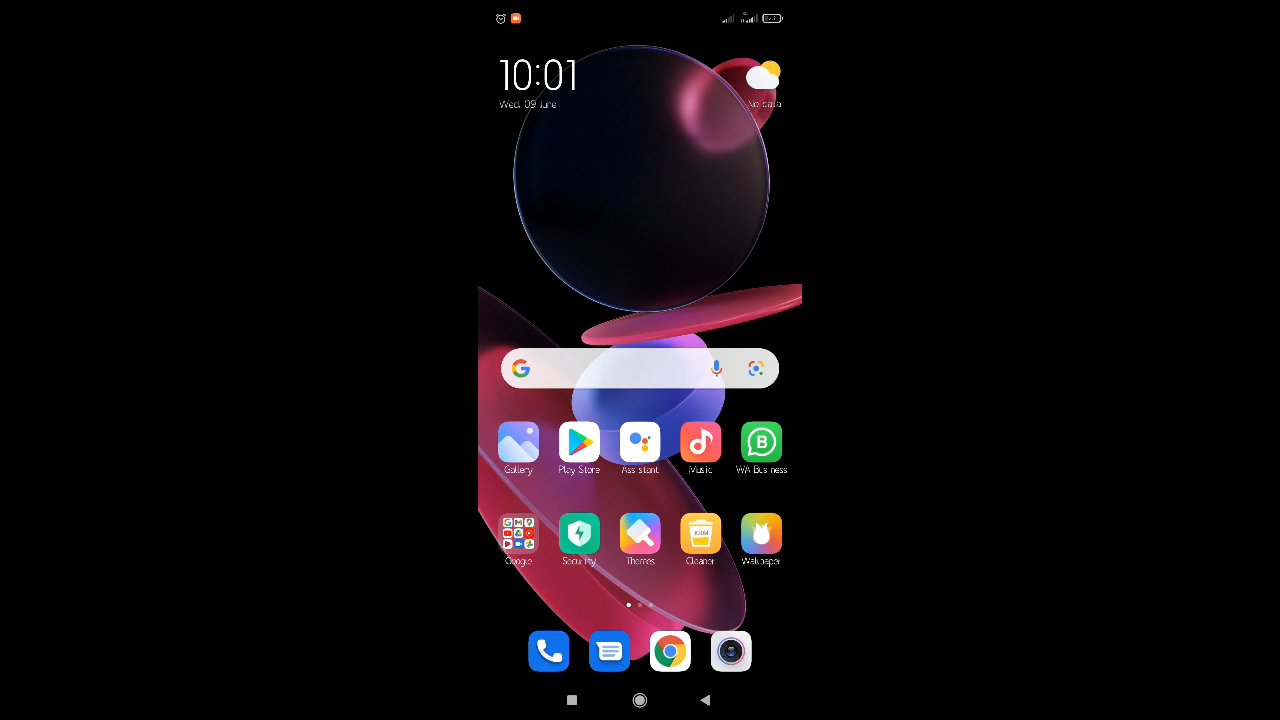 10:01
Wed, 09 June
No data
Gallery
Play Store
Assistant
Music
WA Business
Google
Security
Themes
Cleaner
Wallpaper